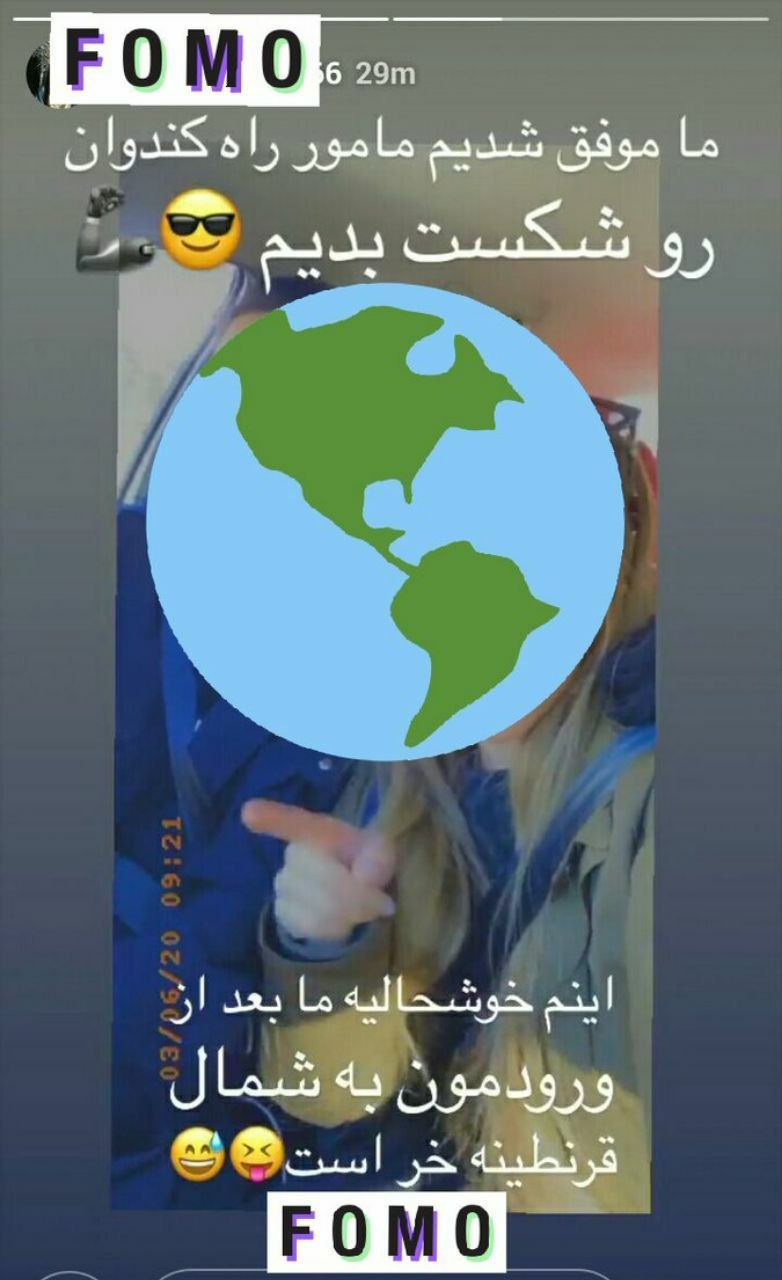 FOMO
56 29m
ما موفق شدیم مامور راه کندوان
رو شکست بدیم 😎🦾
03/06/20 09:21
اینم خوشحالیه ما بعد از
ورودمون به شمال
قرنطینه خر است😝😅
FOMO